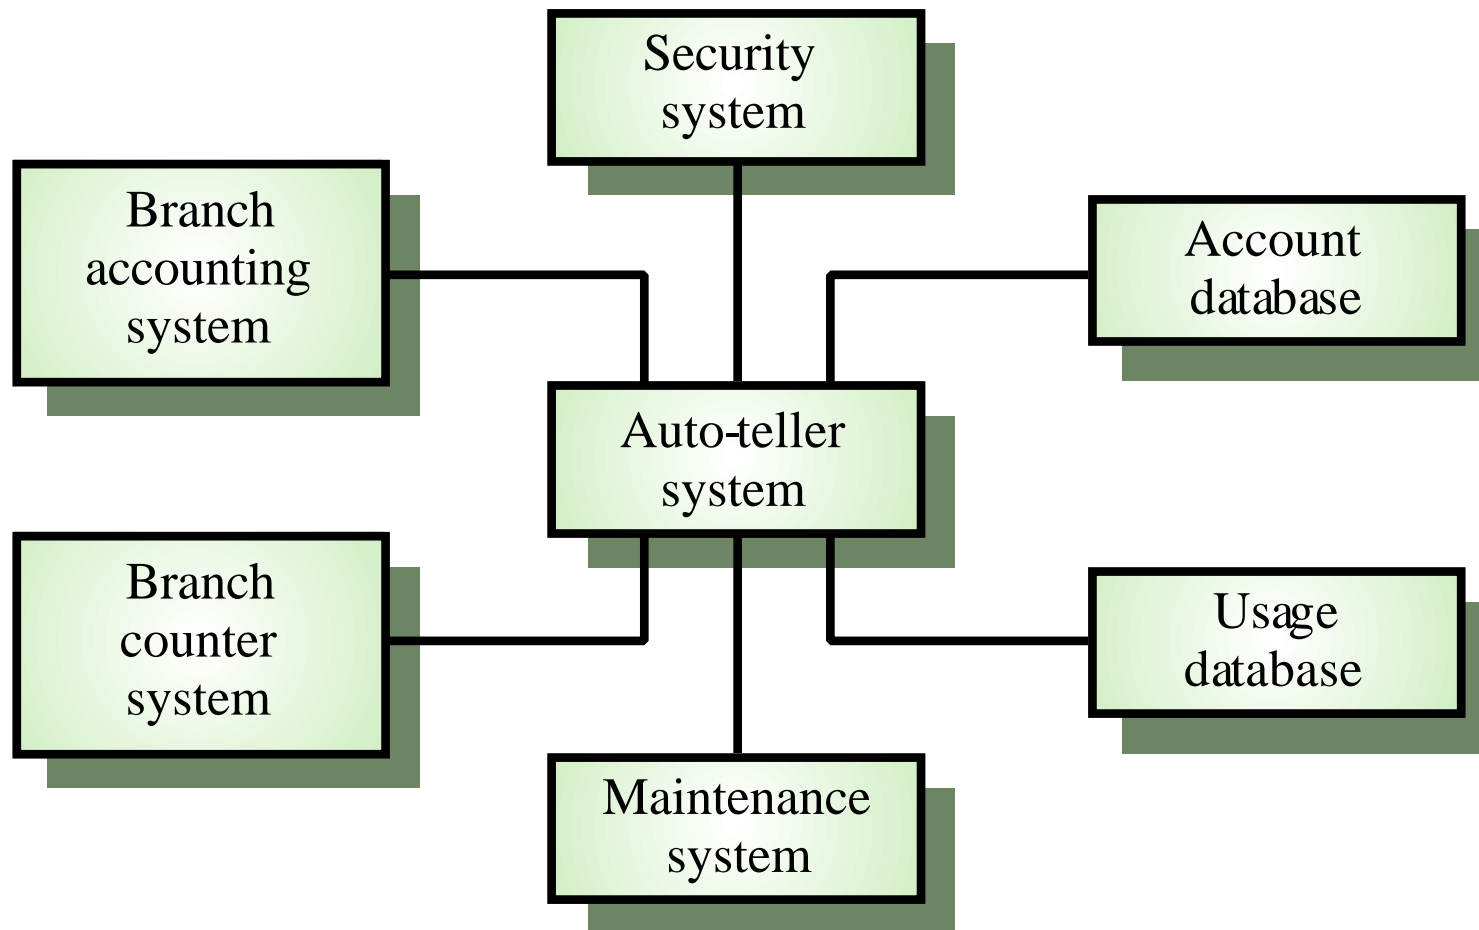 Security
system
Branch
accounting
system
Account
database
Auto-teller
system
Branch
counter
system
Usage
database
Maintenance
system